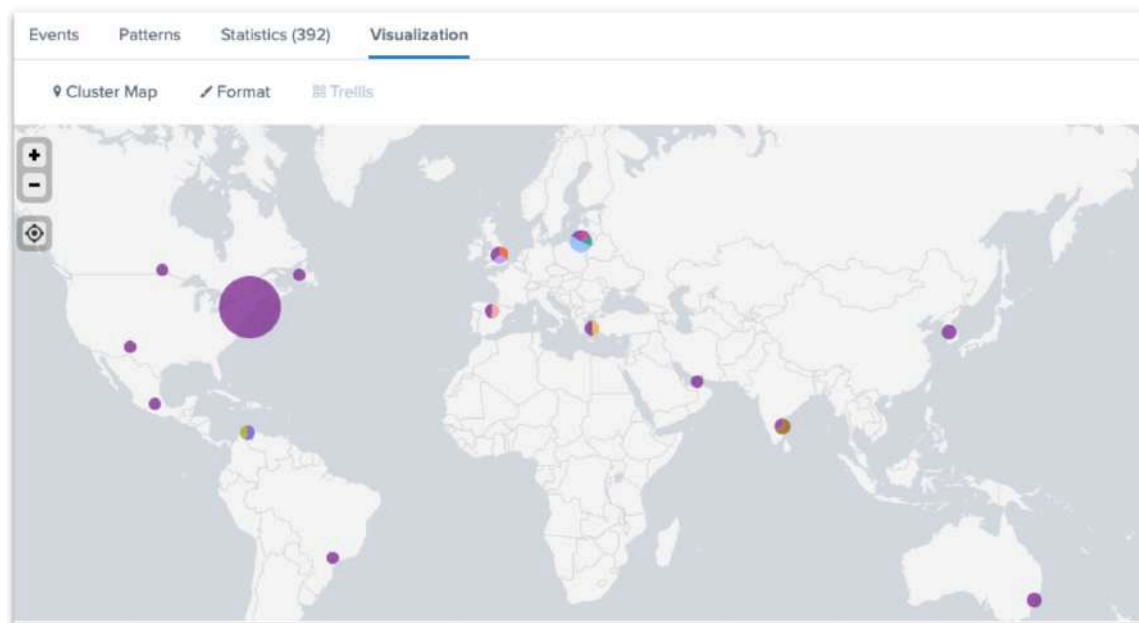 Events Patterns Statistics (392) Visualization
Cluster Map Format Trellis
+
−